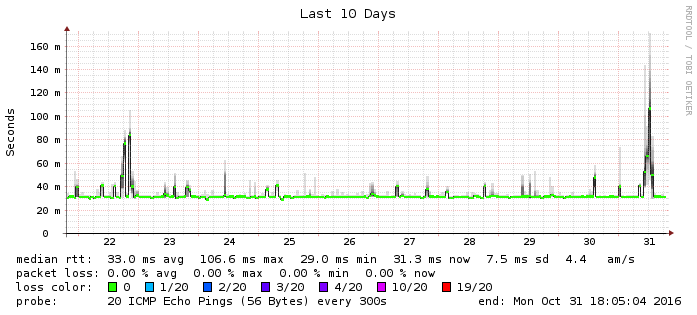 Last 10 Days
RRDTOOL / TOBI OETIKER
Seconds
160 m
140 m
120 m
100 m
80 m
60 m
40 m
20 m
0
22 23 24 25 26 27 28 29 30 31
median rtt: 33.0 ms avg 106.6 ms max 29.0 ms min 31.3 ms now 7.5 ms sd 4.4 am/s
packet loss: 0.00 % avg 0.00 % max 0.00 % min 0.00 % now
loss color: 0 1/20 2/20 3/20 4/20 10/20 19/20
probe: 20 ICMP Echo Pings (56 Bytes) every 300s end: Mon Oct 31 18:05:04 2016